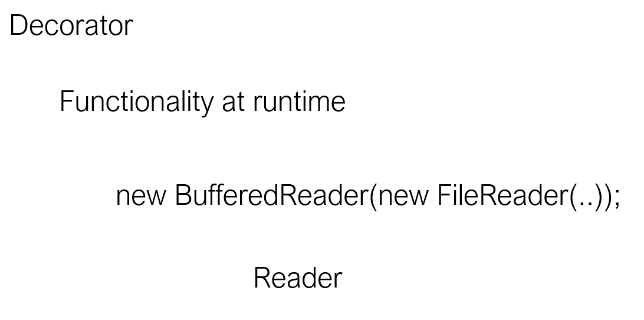 Decorator
Functionality at runtime
new BufferedReader(new FileReader(..));
Reader